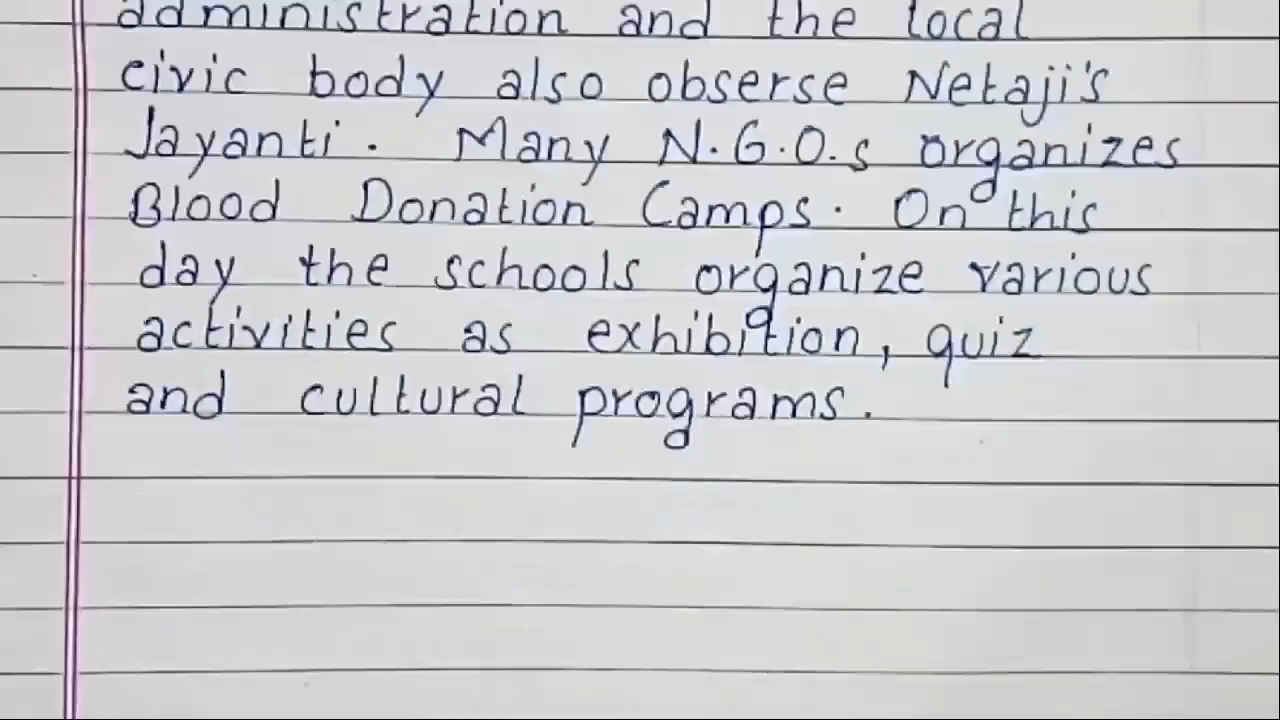 administration and the local
civic body also obserse Netaji's
Jayanti. Many N.G.O.s organizes
Blood Donation Camps. On this
day the schools organize various
activities as exhibition, quiz
and cultural programs.